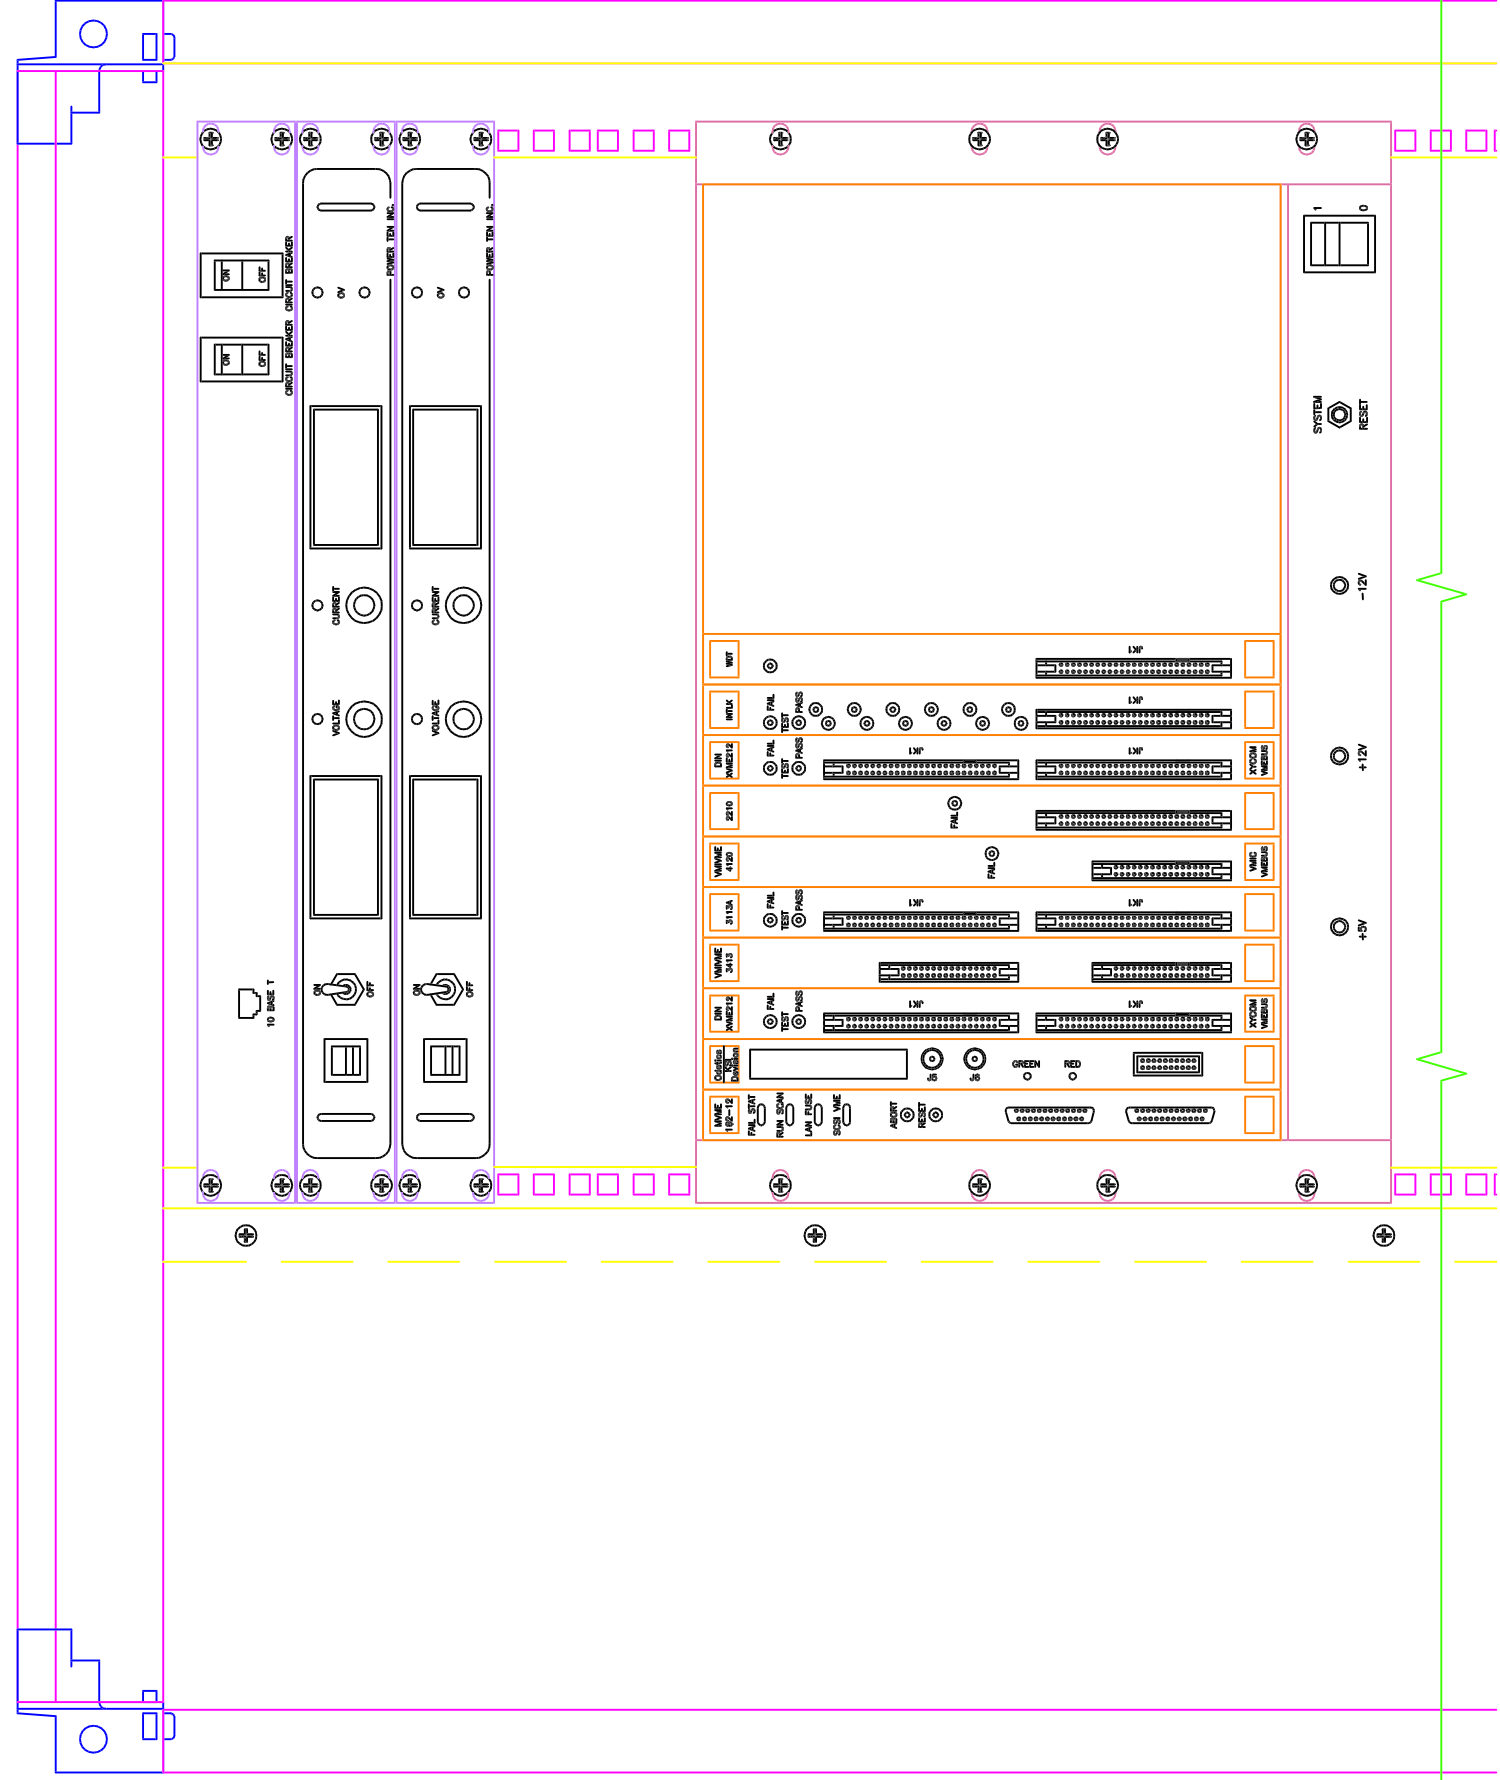 CIRCUIT BREAKER
ON
OFF
CIRCUIT BREAKER
ON
OFF
10 BASE T
POWER TEN INC.
OV
CURRENT
VOLTAGE
ON
OFF
POWER TEN INC.
OV
CURRENT
VOLTAGE
ON
OFF
1
0
SYSTEM
RESET
-12V
+12V
+5V
WDT
JK1
INTLK
FAIL
TEST
PASS
JK1
DIN
XVME212
FAIL
TEST
PASS
JK1
JK1
XYCOM
VMEBUS
2210
FAIL
VMIVME
4120
FAIL
VMIC
VMEBUS
3113A
FAIL
TEST
PASS
JK1
JK1
VMIVME
3413
DIN
XVME212
FAIL
TEST
PASS
JK1
JK1
XYCOM
VMEBUS
Odetics
KSI
J5
J6
GREEN
RED
MVME
162-12
FAIL STAT
RUN SCAN
LAN FUSE
SCSI VME
ABORT
RESET